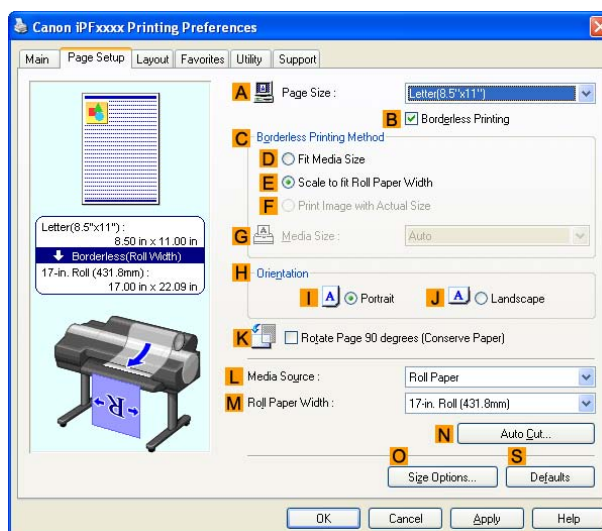 Canon iPFxxxx Printing Preferences
Main Page Setup Layout Favorites Utility Support
A Page Size : Letter(8.5"x11")
B Borderless Printing
C Borderless Printing Method
D Fit Media Size
E Scale to fit Roll Paper Width
F Print Image with Actual Size
G Media Size : Auto
Letter(8.5"x11") :
8.50 in x 11.00 in
Borderless(Roll Width)
17-in. Roll (431.8mm) :
17.00 in x 22.09 in
H Orientation
I A Portrait J A Landscape
K Rotate Page 90 degrees (Conserve Paper)
L Media Source : Roll Paper
M Roll Paper Width : 17-in. Roll (431.8mm)
N Auto Cut...
O S
Size Options... Defaults
R
OK Cancel Apply Help